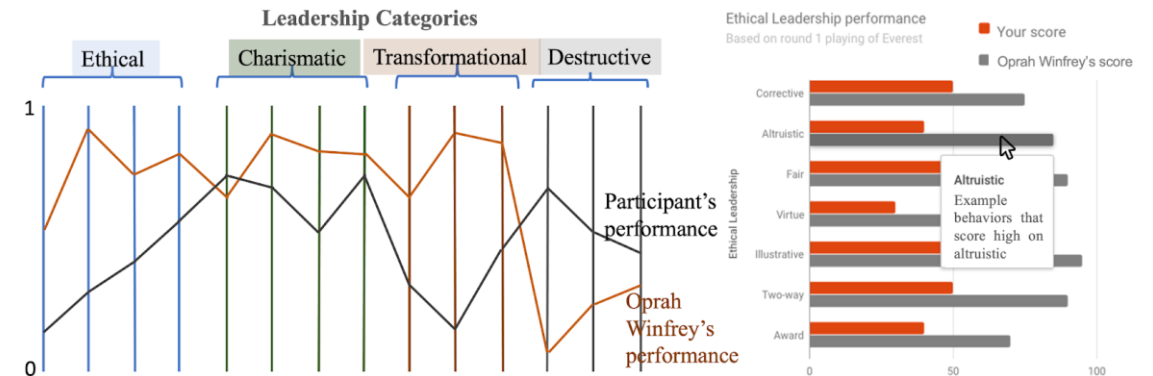 Leadership Categories
Ethical
Charismatic
Transformational
Destructive
1
0
Participant's
performance
Oprah
Winfrey's
performance
Ethical Leadership performance
Based on round 1 playing of Everest
Your score
Oprah Winfrey's score
Ethical Leadership
Corrective
Altruistic
Fair
Virtue
Illustrative
Two-way
Award
Altruistic
Example
behaviors that
score high on
altruistic
0
50
100